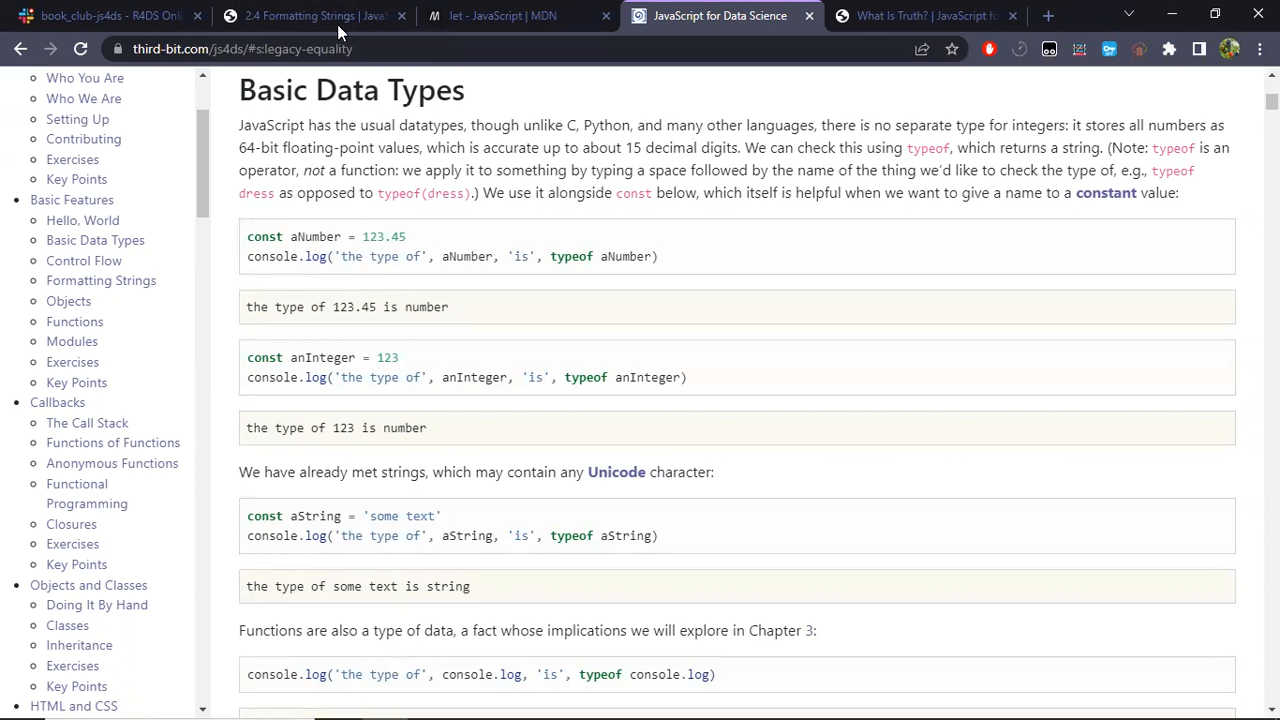 book_club-js4ds - R4DS Onli
2.4 Formatting Strings | JavaS
let - JavaScript | MDN
JavaScript for Data Science
What Is Truth? | JavaScript fo
third-bit.com/js4ds/#s:legacy-equality
Who You Are
Who We Are
Setting Up
Contributing
Exercises
Key Points
Basic Features
Hello, World
Basic Data Types
Control Flow
Formatting Strings
Objects
Functions
Modules
Exercises
Key Points
Callbacks
The Call Stack
Functions of Functions
Anonymous Functions
Functional
Programming
Closures
Exercises
Key Points
Objects and Classes
Doing It By Hand
Classes
Inheritance
Exercises
Key Points
HTML and CSS
Basic Data Types
JavaScript has the usual datatypes, though unlike C, Python, and many other languages, there is no separate type for integers: it stores all numbers as
64-bit floating-point values, which is accurate up to about 15 decimal digits. We can check this using typeof, which returns a string. (Note: typeof is an
operator, not a function: we apply it to something by typing a space followed by the name of the thing we'd like to check the type of, e.g., typeof
dress as opposed to typeof(dress).) We use it alongside const below, which itself is helpful when we want to give a name to a constant value:
const aNumber = 123.45
console.log('the type of', aNumber, 'is', typeof aNumber)
the type of 123.45 is number
const anInteger = 123
console.log('the type of', anInteger, 'is', typeof anInteger)
the type of 123 is number
We have already met strings, which may contain any Unicode character:
const aString = 'some text'
console.log('the type of', aString, 'is', typeof aString)
the type of some text is string
Functions are also a type of data, a fact whose implications we will explore in Chapter 3:
console.log('the type of', console.log, 'is', typeof console.log)